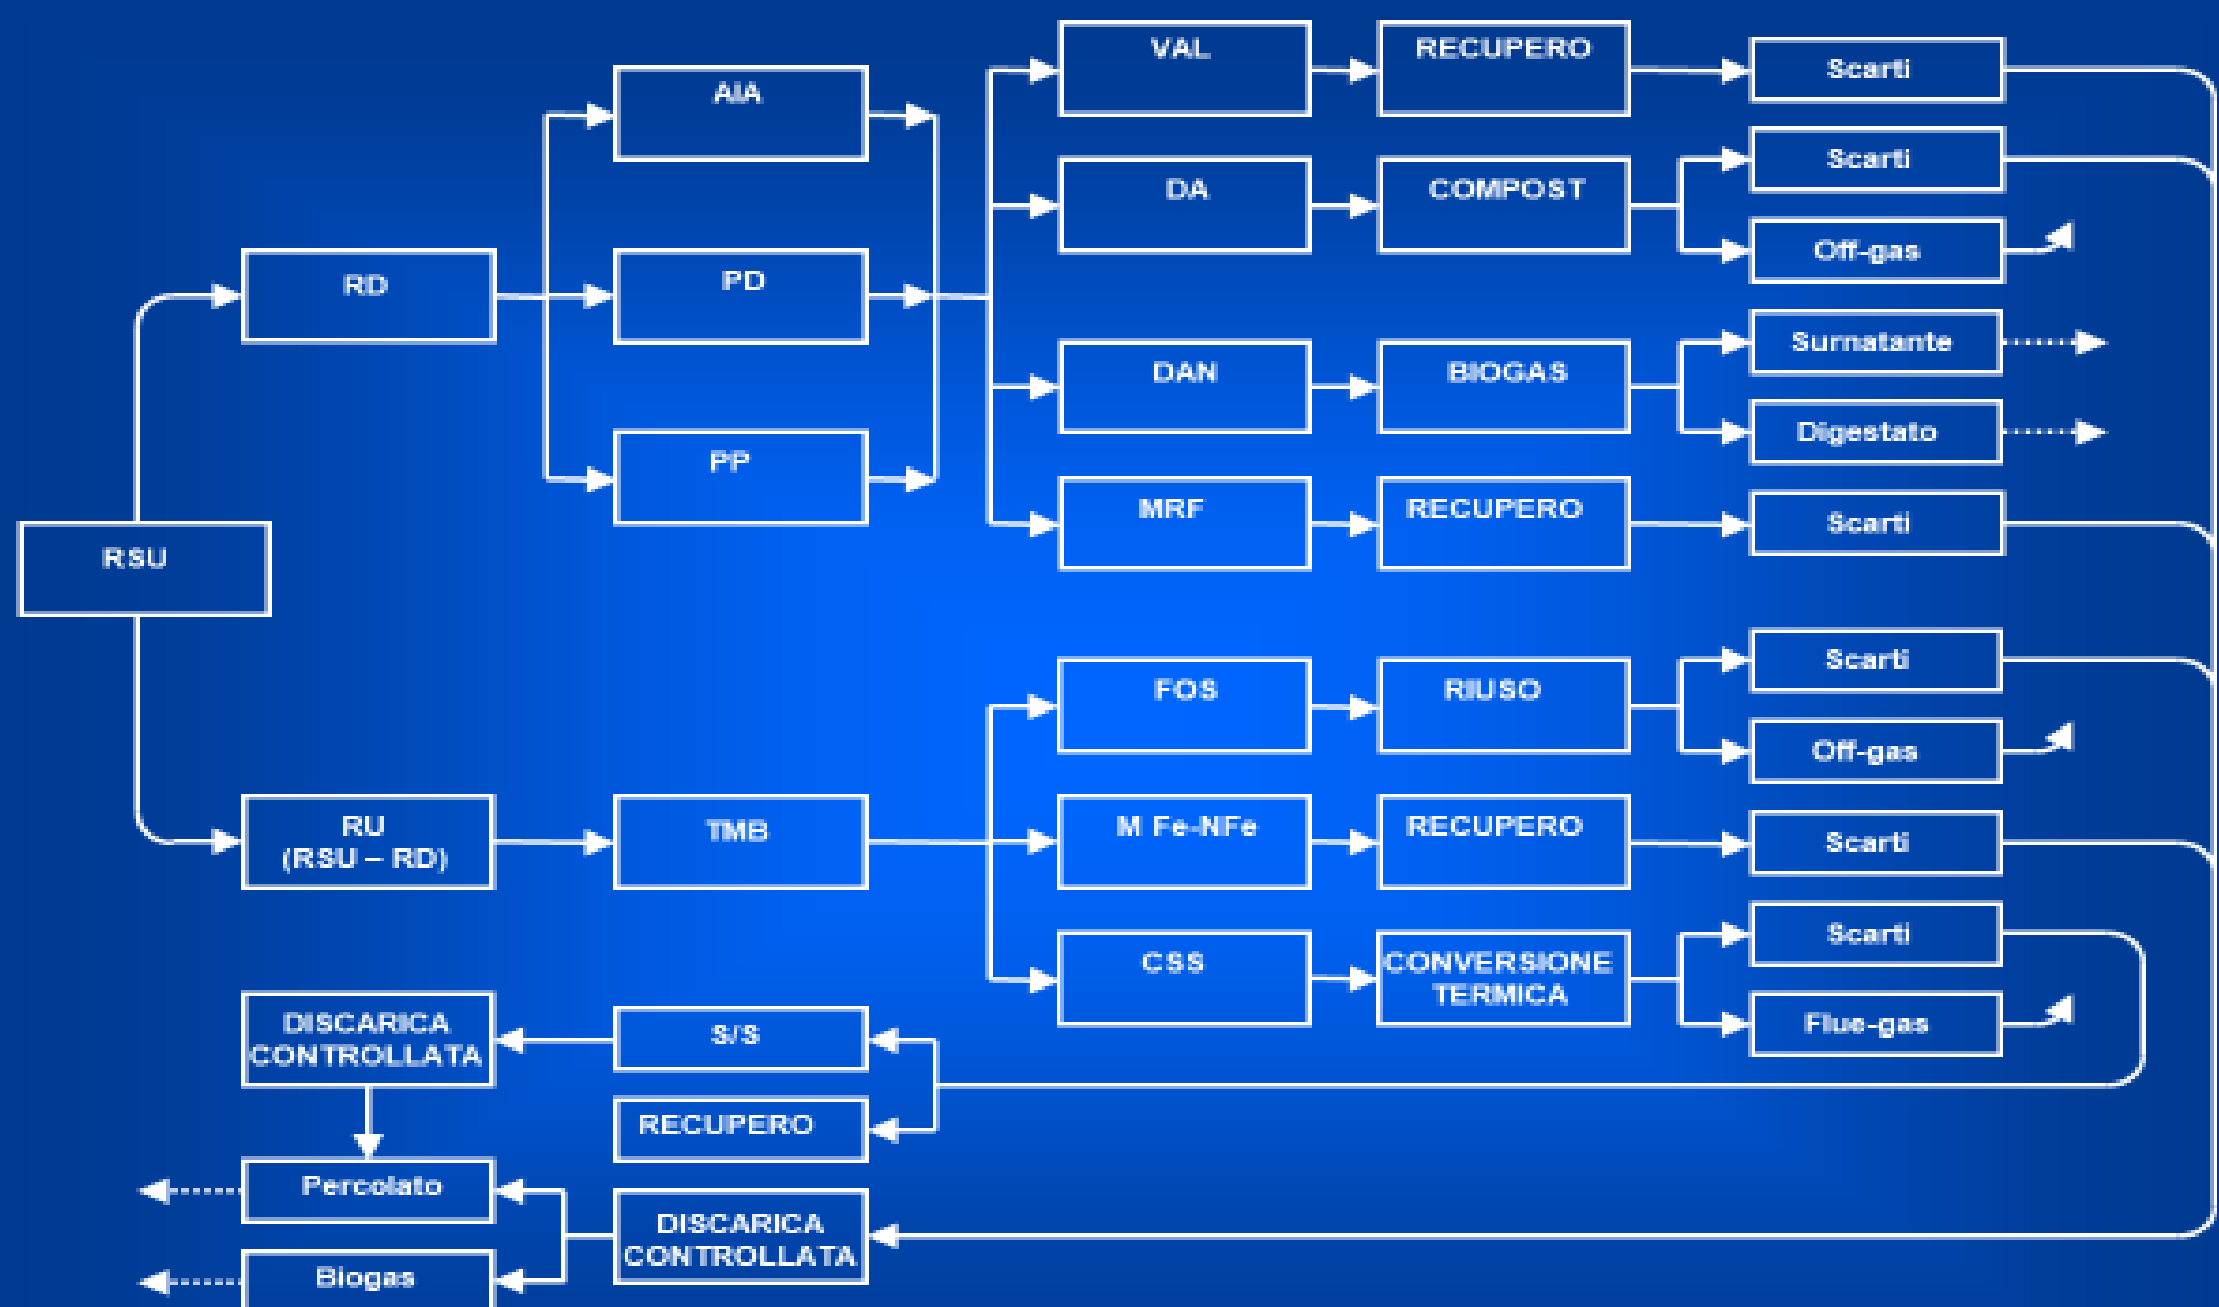 VAL
RECUPERO
Scarti
AIA
Scarti
DA
COMPOST
Off-gas
RD
PD
Surnatante
DAN
BIOGAS
Digestato
PP
MRF
RECUPERO
Scarti
RSU
Scarti
FOS
RIUSO
Off-gas
RU
(RSU – RD)
TMB
M Fe-NFe
RECUPERO
Scarti
Scarti
CSS
CONVERSIONE
TERMICA
Flue-gas
DISCARICA
CONTROLLATA
S/S
RECUPERO
Percolato
DISCARICA
CONTROLLATA
Biogas